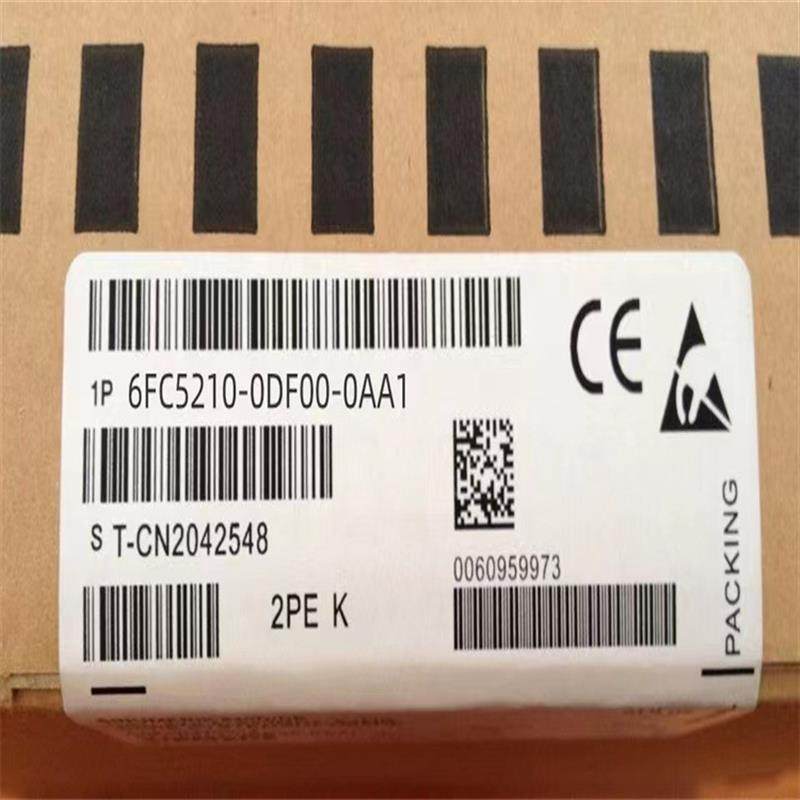 CE
1P 6FC5210-0DF00-0AA1
S T-CN2042548
0060959973
2PE K
PACKING